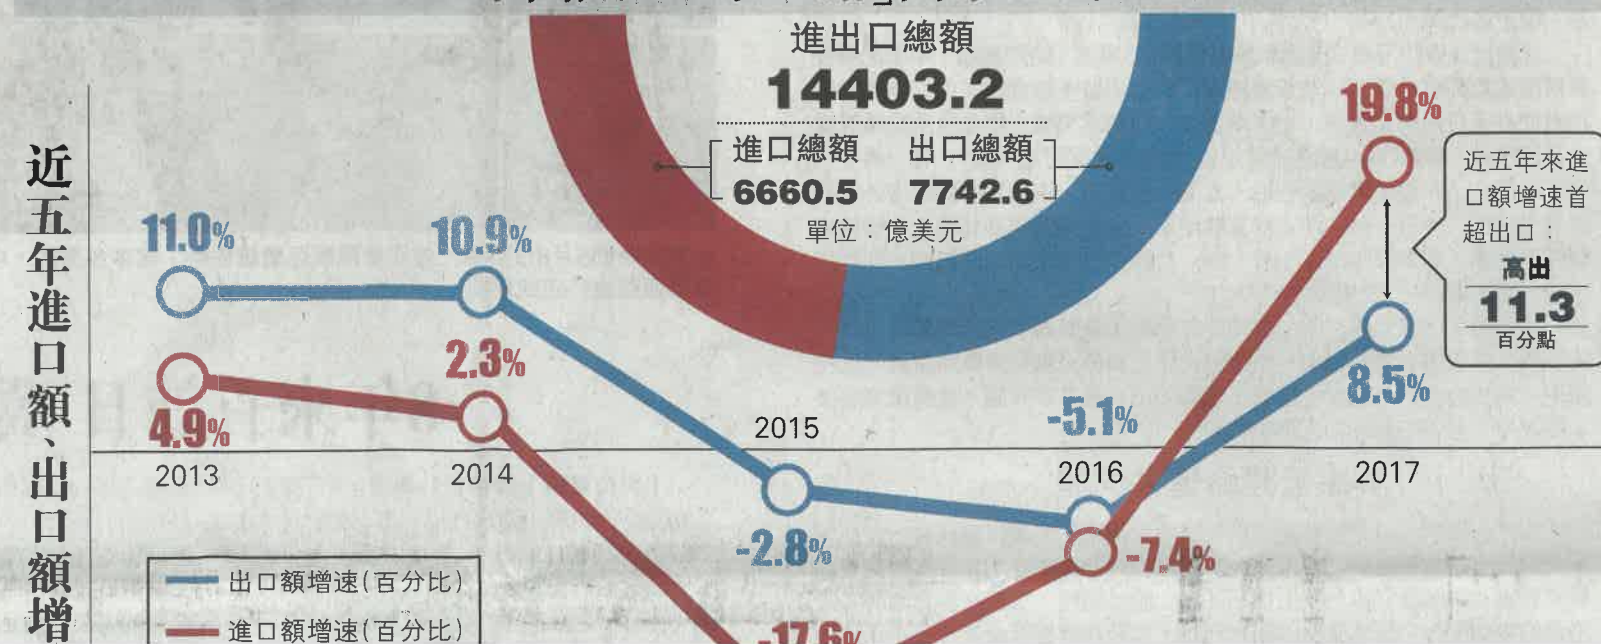 進出口總額
14403.2
進口總額 出口總額
6660.5 7742.6
單位：億美元
近五年進口額、出口額增
19.8%
近五年來進
口額增速首
超出口：
高出
11.3
百分點
11.0%
10.9%
2.3%
4.9%
8.5%
-5.1%
2015
2013
2014
2016
2017
-2.8%
-7.4%
-17.6%
出口額增速(百分比)
進口額增速(百分比)